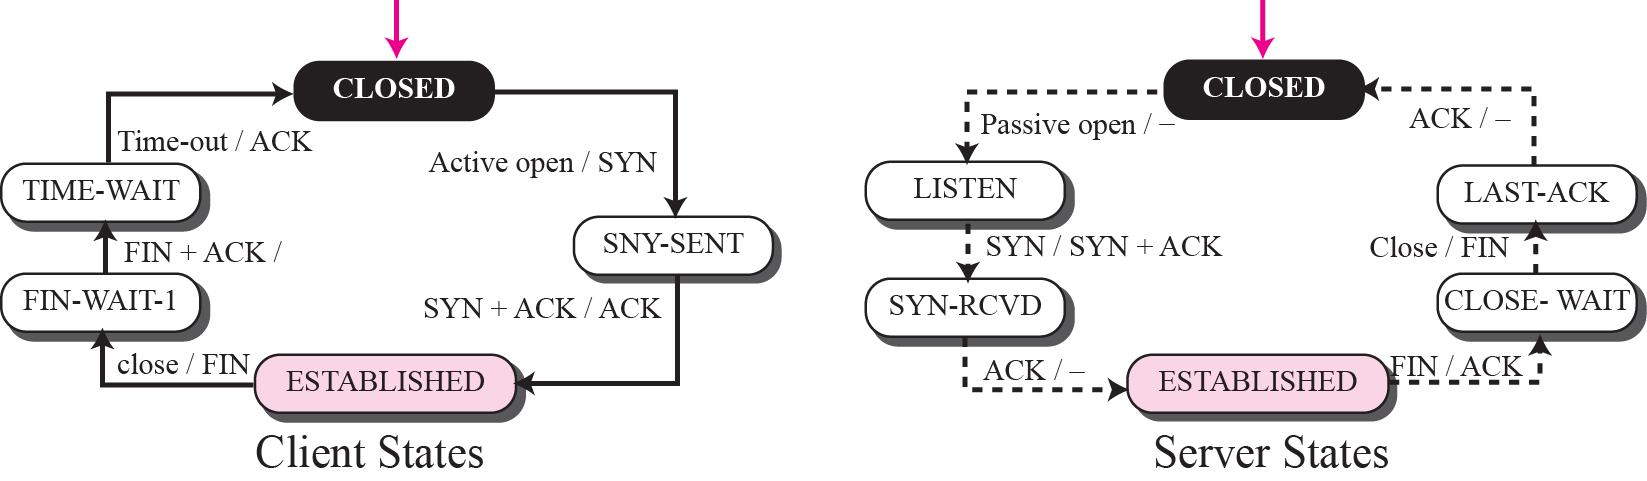 CLOSED
Time-out / ACK
Active open / SYN
TIME-WAIT
SNY-SENT
FIN + ACK /
FIN-WAIT-1
SYN + ACK / ACK
close / FIN
ESTABLISHED
Client States
CLOSED
Passive open / –
ACK / –
LISTEN
LAST-ACK
SYN / SYN + ACK
Close / FIN
SYN-RCVD
CLOSE- WAIT
ACK / –
FIN / ACK
ESTABLISHED
Server States